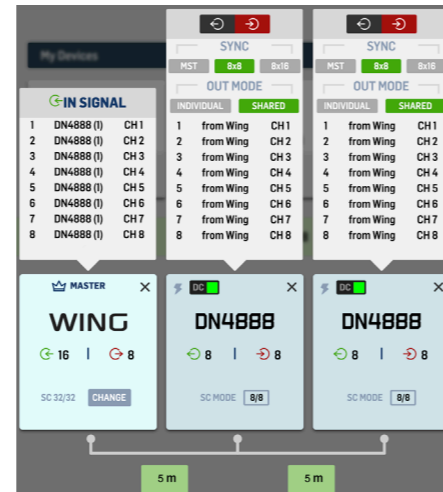 My Devices
IN SIGNAL
1 DN4888 (1) CH 1
2 DN4888 (1) CH 2
3 DN4888 (1) CH 3
4 DN4888 (1) CH 4
5 DN4888 (1) CH 5
6 DN4888 (1) CH 6
7 DN4888 (1) CH 7
8 DN4888 (1) CH 8
MASTER X
WING
16 | 8
SC 32/32 CHANGE
SYNC
MST 8x8 8x16
OUT MODE
INDIVIDUAL SHARED
1 from Wing CH 1
2 from Wing CH 2
3 from Wing CH 3
4 from Wing CH 4
5 from Wing CH 5
6 from Wing CH 6
7 from Wing CH 7
8 from Wing CH 8
DC X
DN4888
8 | 8
SC MODE 8/8
SYNC
MST 8x8 8x16
OUT MODE
INDIVIDUAL SHARED
1 from Wing CH 1
2 from Wing CH 2
3 from Wing CH 3
4 from Wing CH 4
5 from Wing CH 5
6 from Wing CH 6
7 from Wing CH 7
8 from Wing CH 8
DC X
DN4888
8 | 8
SC MODE 8/8
5 m
5 m